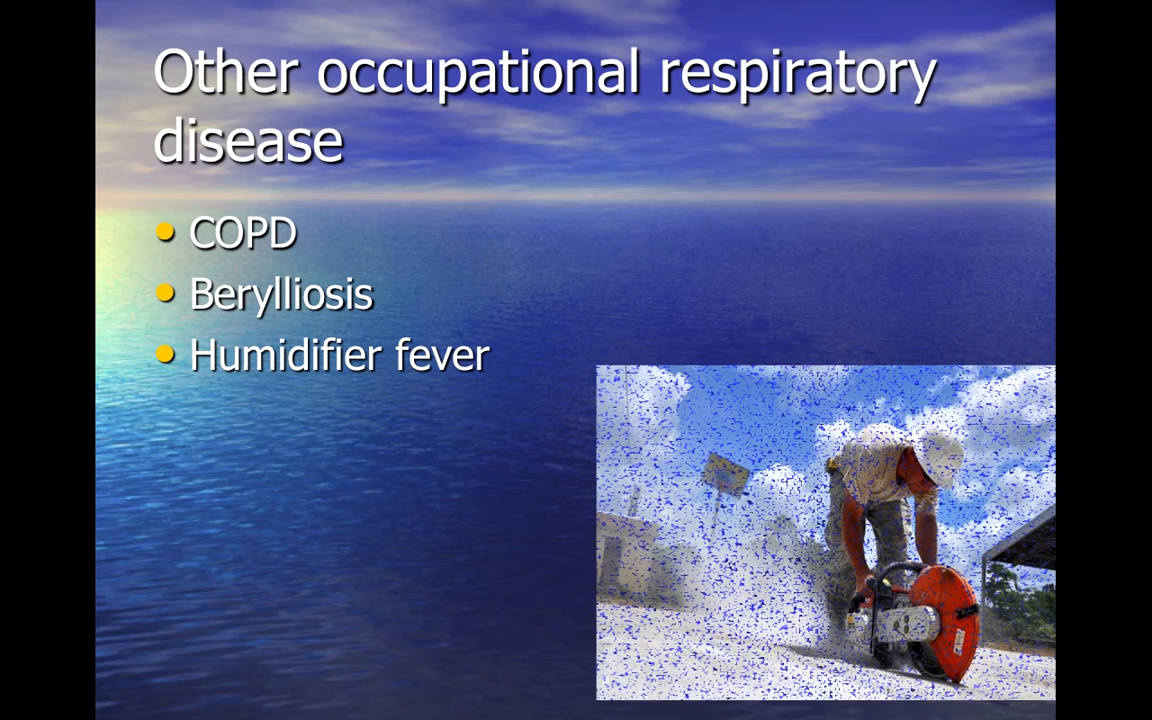 Other occupational respiratory
disease
• COPD
• Berylliosis
• Humidifier fever